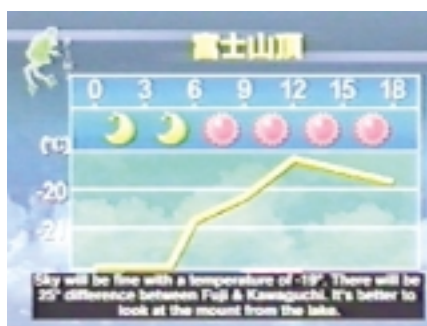 富士山頂
0 3 6 9 12 15 18
(℃)
-20
Sky will be fine with a temperature of -19°. There will be
25° difference between Fuji & Kawaguchi. It's better to
look at the mount from the lake.